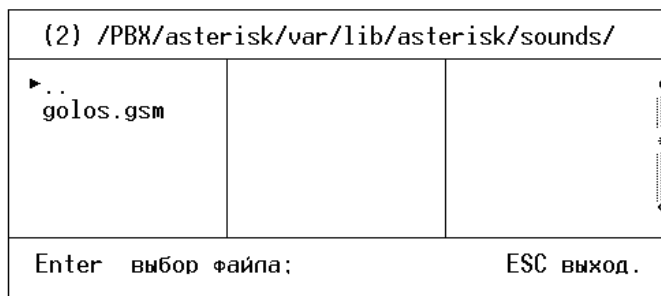 (2) /PBX/asterisk/var/lib/asterisk/sounds/
►..
golos.gsm
Enter выбор файла; ESC выход.